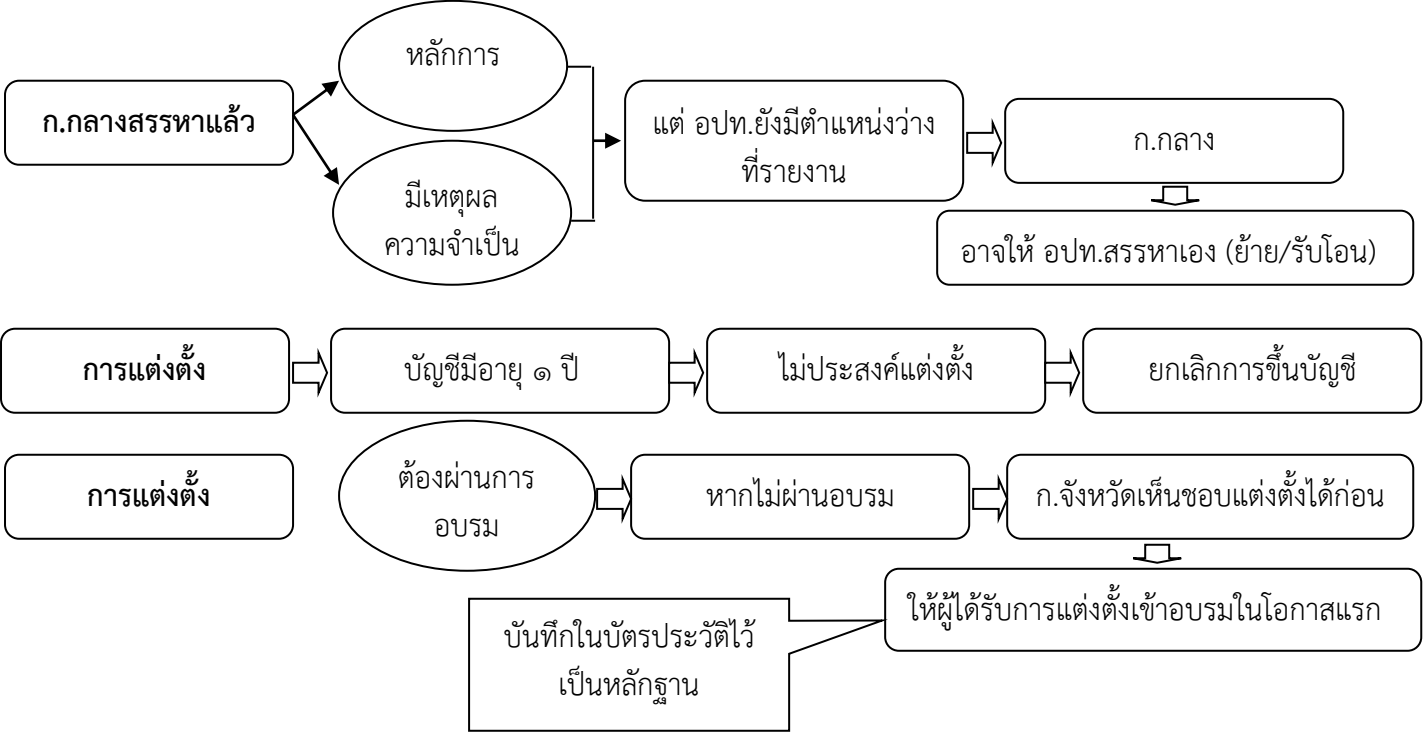 หลักการ
ก.กลางสรรหาแล้ว
มีเหตุผล
ความจำเป็น
แต่ อปท.ยังมีตำแหน่งว่าง
ที่รายงาน
ก.กลาง
อาจให้ อปท.สรรหาเอง (ย้าย/รับโอน)
การแต่งตั้ง
บัญชีมีอายุ ๑ ปี
ไม่ประสงค์แต่งตั้ง
ยกเลิกการขึ้นบัญชี
การแต่งตั้ง
ต้องผ่านการ
อบรม
หากไม่ผ่านอบรม
ก.จังหวัดเห็นชอบแต่งตั้งได้ก่อน
ให้ผู้ได้รับการแต่งตั้งเข้าอบรมในโอกาสแรก
บันทึกในบัตรประวัติไว้
เป็นหลักฐาน